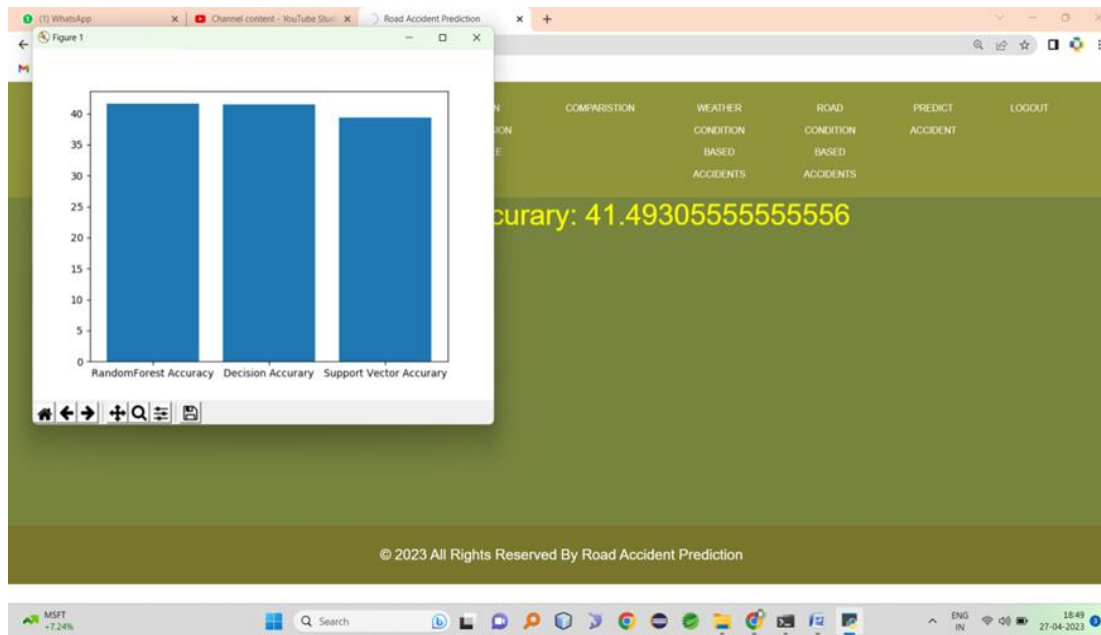 (1) WhatsApp
Channel content - YouTube Stud
Road Accident Prediction
Figure 1
COMPARISTION
WEATHER
CONDITION
BASED
ACCIDENTS
ROAD
CONDITION
BASED
ACCIDENTS
PREDICT
ACCIDENT
LOGOUT
curary: 41.49305555555556
40
35
30
25
20
15
10
5
0
RandomForest Accuracy Decision Accurary Support Vector Accurary
© 2023 All Rights Reserved By Road Accident Prediction
MSFT
+7.24%
Search
ENG
IN
18:49
27-04-2023